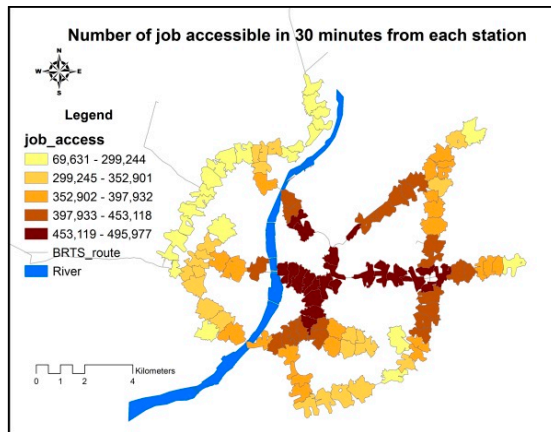 Number of job accessible in 30 minutes from each station
N
W E
S
Legend
job_access
69,631 - 299,244
299,245 - 352,901
352,902 - 397,932
397,933 - 453,118
453,119 - 495,977
BRTS_route
River
Kilometers
0 1 2 4